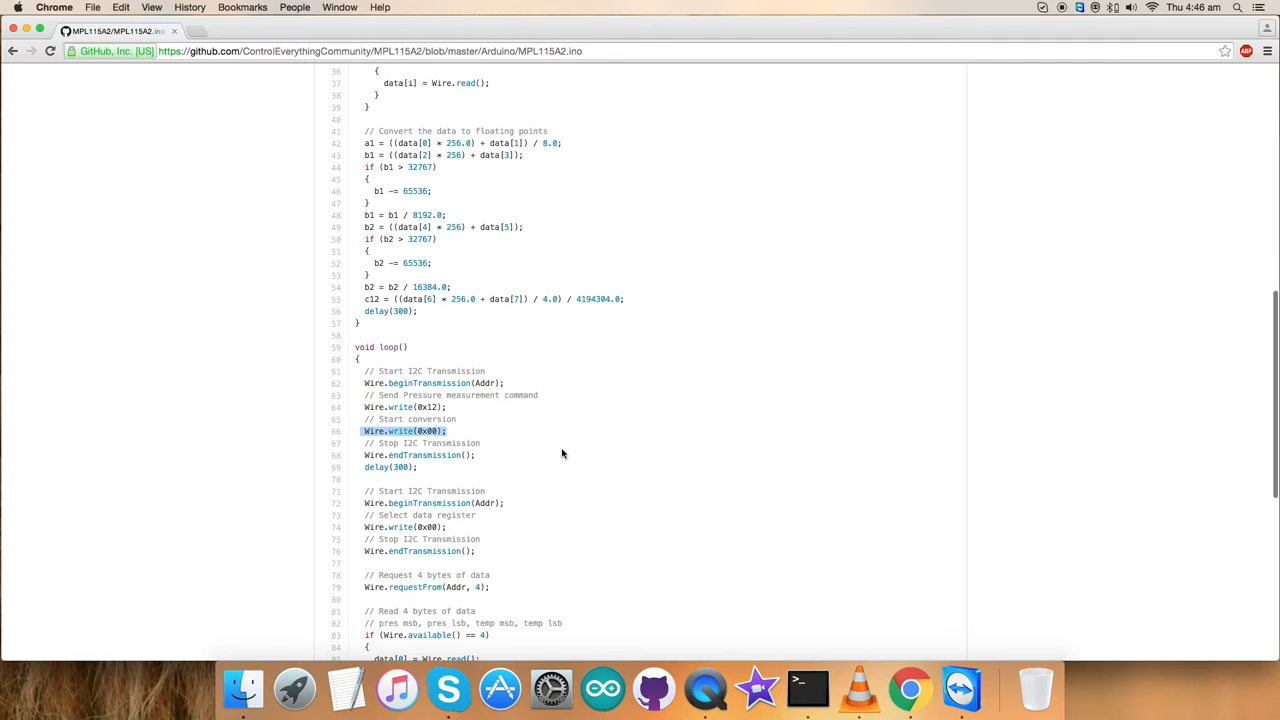 Chrome File Edit View History Bookmarks People Window Help Thu 4:46 am
MPL115A2/MPL115A2.ino
GitHub, Inc. [US] https://github.com/ControlEverythingCommunity/MPL115A2/blob/master/Arduino/MPL115A2.ino
36 {
37 data[i] = Wire.read();
38 }
39 }
40
41 // Convert the data to floating points
42 a1 = ((data[0] * 256.0) + data[1]) / 8.0;
43 b1 = ((data[2] * 256) + data[3]);
44 if (b1 > 32767)
45 {
46 b1 -= 65536;
47 }
48 b1 = b1 / 8192.0;
49 b2 = ((data[4] * 256) + data[5]);
50 if (b2 > 32767)
51 {
52 b2 -= 65536;
53 }
54 b2 = b2 / 16384.0;
55 c12 = ((data[6] * 256.0 + data[7]) / 4.0) / 4194304.0;
56 delay(300);
57 }
58
59 void loop()
60 {
61 // Start I2C Transmission
62 Wire.beginTransmission(Addr);
63 // Send Pressure measurement command
64 Wire.write(0x12);
65 // Start conversion
66 Wire.write(0x00);
67 // Stop I2C Transmission
68 Wire.endTransmission();
69 delay(300);
70
71 // Start I2C Transmission
72 Wire.beginTransmission(Addr);
73 // Select data register
74 Wire.write(0x00);
75 // Stop I2C Transmission
76 Wire.endTransmission();
77
78 // Request 4 bytes of data
79 Wire.requestFrom(Addr, 4);
80
81 // Read 4 bytes of data
82 // pres msb, pres lsb, temp msb, temp lsb
83 if (Wire.available() == 4)
84 {
85 data[0] = Wire.read();